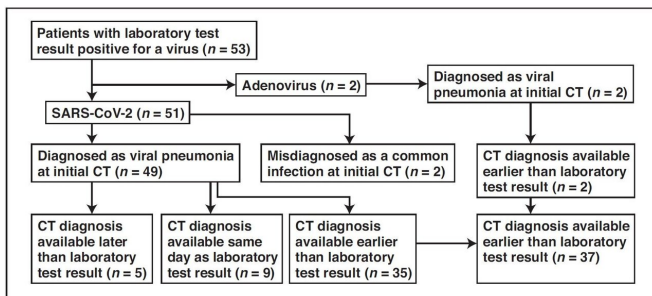 Patients with laboratory test
result positive for a virus (n = 53)
Adenovirus (n = 2)
Diagnosed as viral
pneumonia at initial CT (n = 2)
SARS-CoV-2 (n = 51)
Diagnosed as viral pneumonia
at initial CT (n = 49)
Misdiagnosed as a common
infection at initial CT (n = 2)
CT diagnosis available
earlier than laboratory
test result (n = 2)
CT diagnosis
available later
than laboratory
test result (n = 5)
CT diagnosis
available same
day as laboratory
test result (n = 9)
CT diagnosis
available earlier
than laboratory
test result (n = 35)
CT diagnosis available
earlier than laboratory
test result (n = 37)